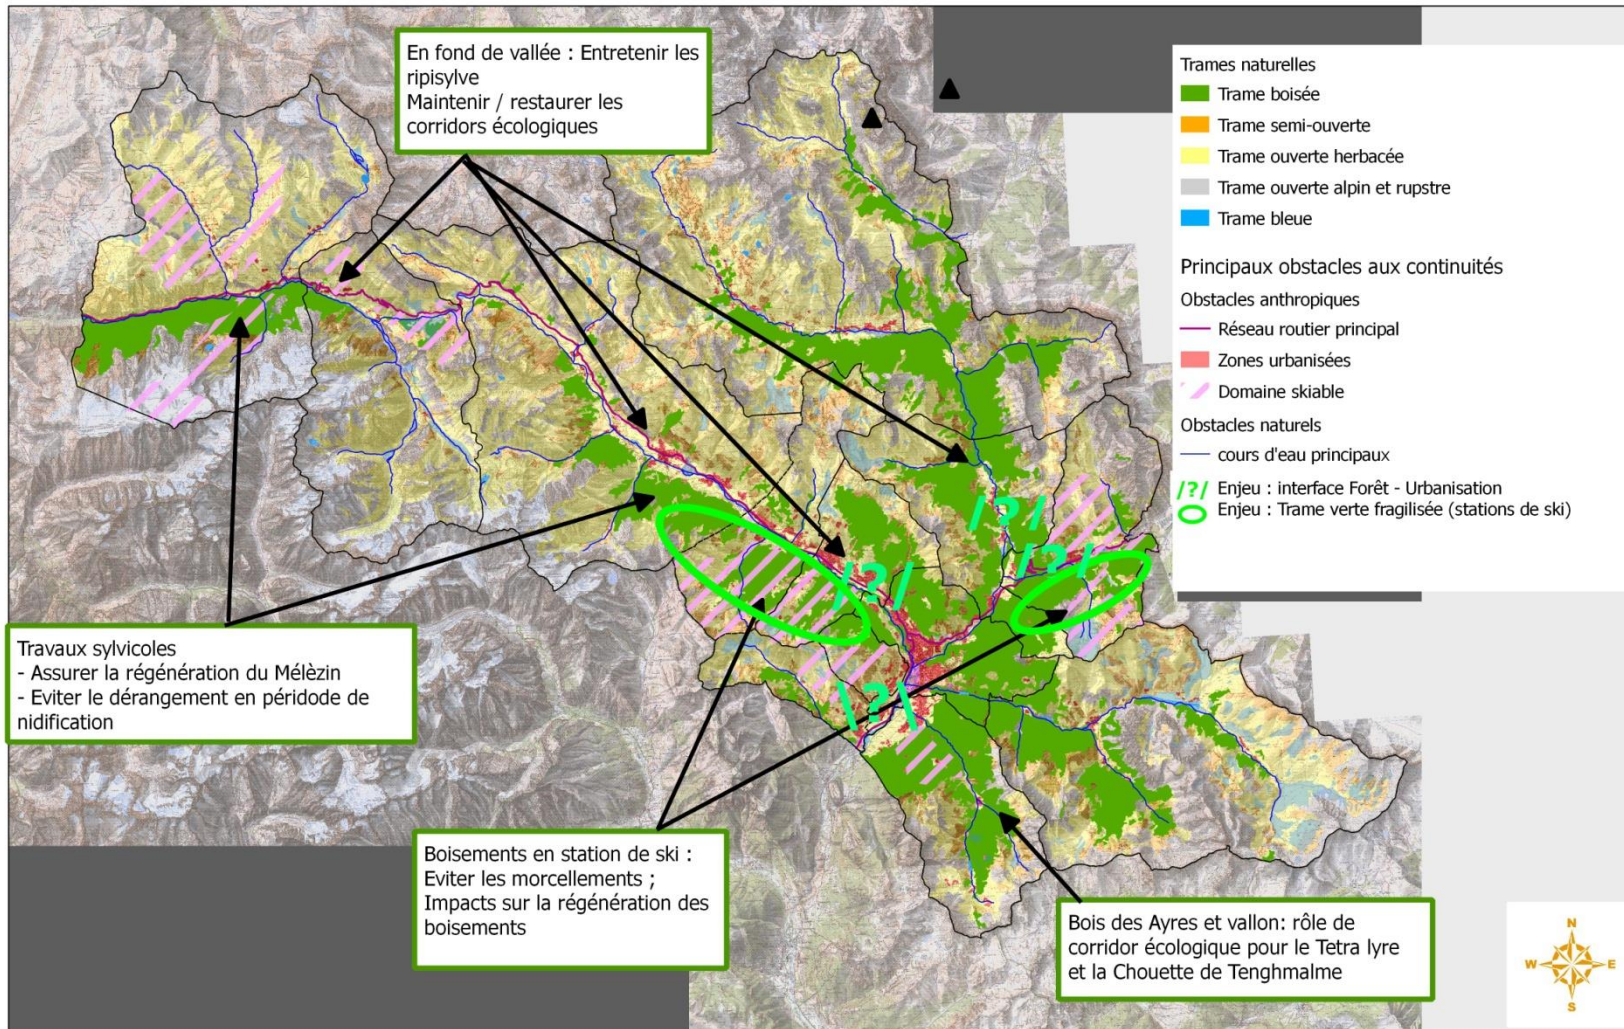 En fond de vallée : Entretenir les
ripisylve
Maintenir / restaurer les
corridors écologiques
Trames naturelles
Trame boisée
Trame semi-ouverte
Trame ouverte herbacée
Trame ouverte alpin et rupstre
Trame bleue
Principaux obstacles aux continuités
Obstacles anthropiques
Réseau routier principal
Zones urbanisées
Domaine skiable
Obstacles naturels
cours d'eau principaux
/?/ Enjeu : interface Forêt - Urbanisation
Enjeu : Trame verte fragilisée (stations de ski)
/?/
/?/
/?/
\?\
Travaux sylvicoles
- Assurer la régénération du Mélèzin
- Eviter le dérangement en péridode de
nidification
Boisements en station de ski :
Eviter les morcellements ;
Impacts sur la régénération des
boisements
Bois des Ayres et vallon: rôle de
corridor écologique pour le Tetra lyre
et la Chouette de Tenghmalme
N
W E
S